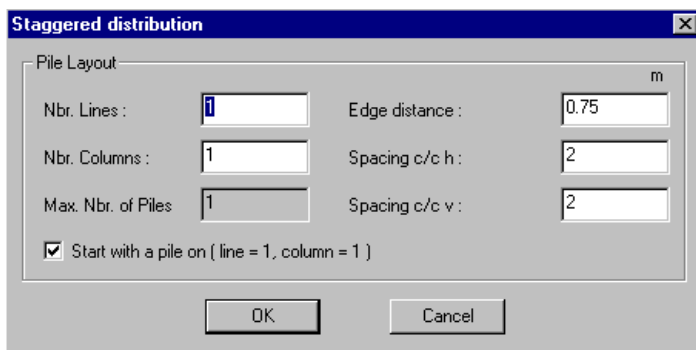 Staggered distribution
Pile Layout
m
Nbr. Lines : 1 Edge distance : 0.75
Nbr. Columns : 1 Spacing c/c h : 2
Max. Nbr. of Piles 1 Spacing c/c v : 2
Start with a pile on ( line = 1, column = 1 )
OK Cancel